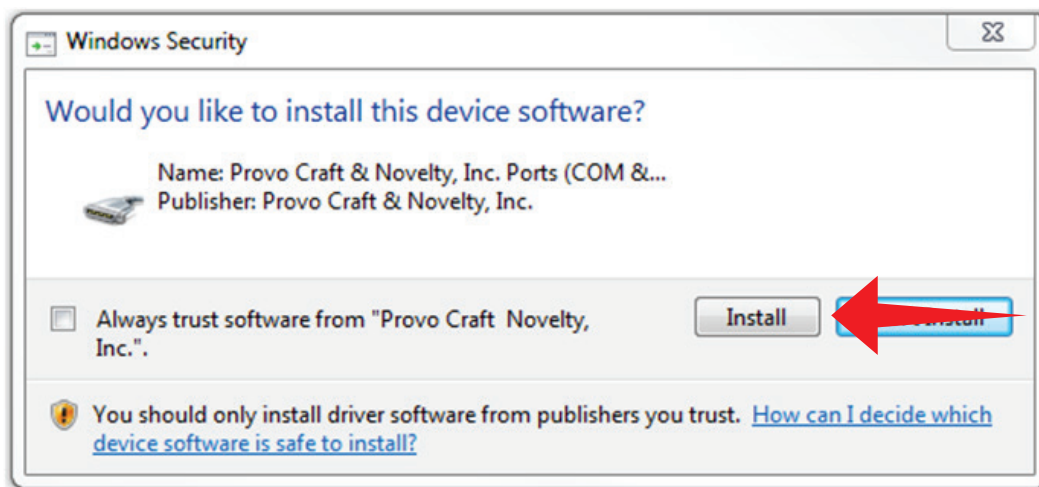 Windows Security
Would you like to install this device software?
Name: Provo Craft & Novelty, Inc. Ports (COM &...
Publisher: Provo Craft & Novelty, Inc.
Always trust software from "Provo Craft  Novelty,
Inc.".
Install
You should only install driver software from publishers you trust. How can I decide which
device software is safe to install?